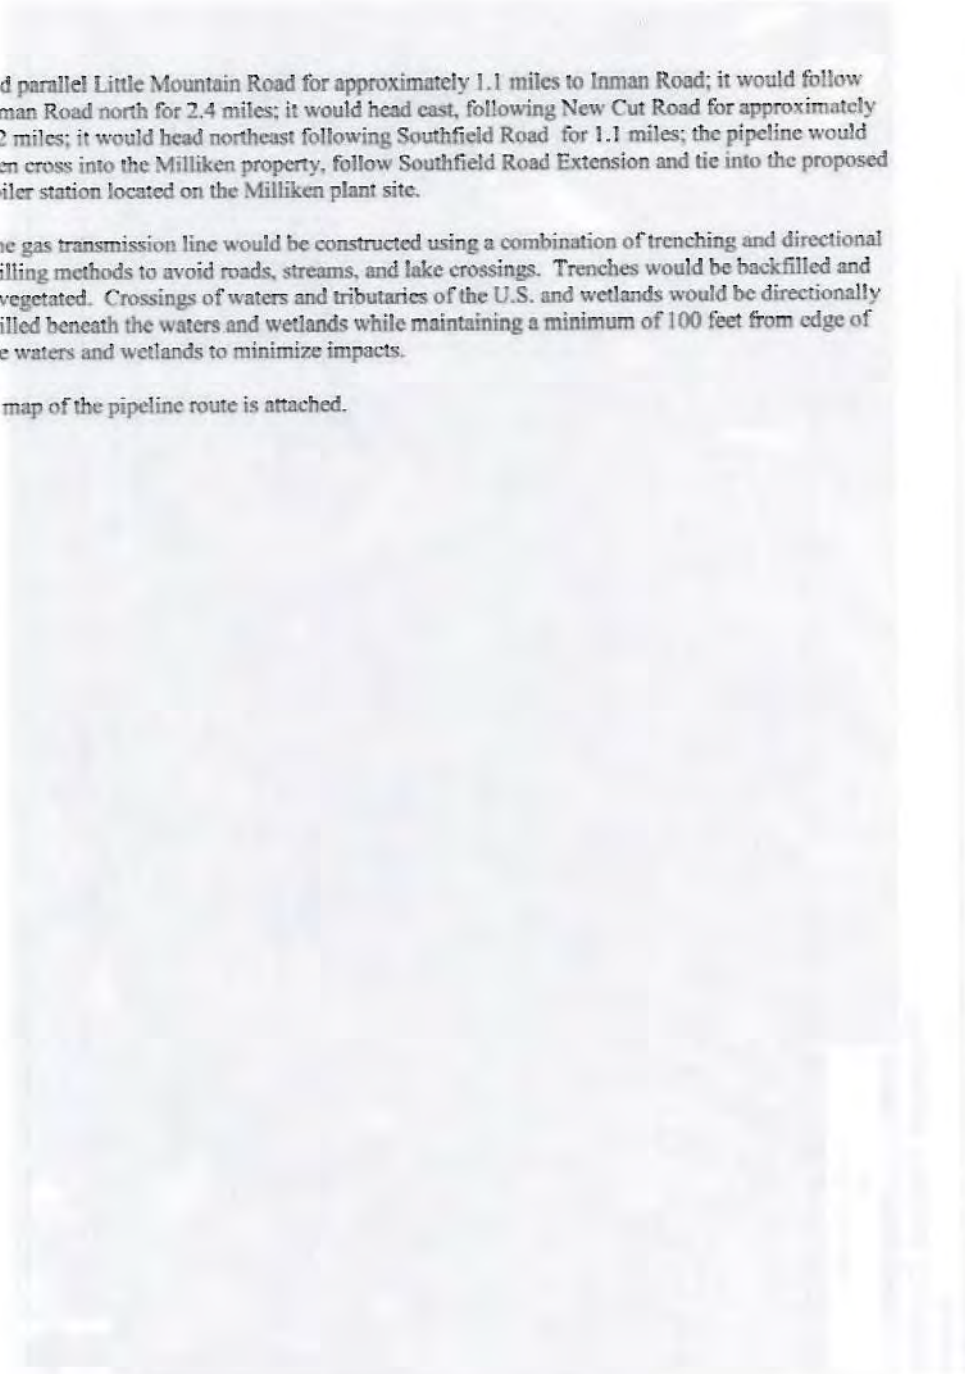 d parallel Little Mountain Road for approximately 1.1 miles to Inman Road; it would follow
man Road north for 2.4 miles; it would head east, following New Cut Road for approximately
2 miles; it would head northeast following Southfield Road for 1.1 miles; the pipeline would
en cross into the Milliken property, follow Southfield Road Extension and tie into the proposed
iler station located on the Milliken plant site.
ne gas transmission line would be constructed using a combination of trenching and directional
illing methods to avoid roads, streams, and lake crossings. Trenches would be backfilled and
vegetated. Crossings of waters and tributaries of the U.S. and wetlands would be directionally
illed beneath the waters and wetlands while maintaining a minimum of 100 feet from edge of
e waters and wetlands to minimize impacts.
map of the pipeline route is attached.